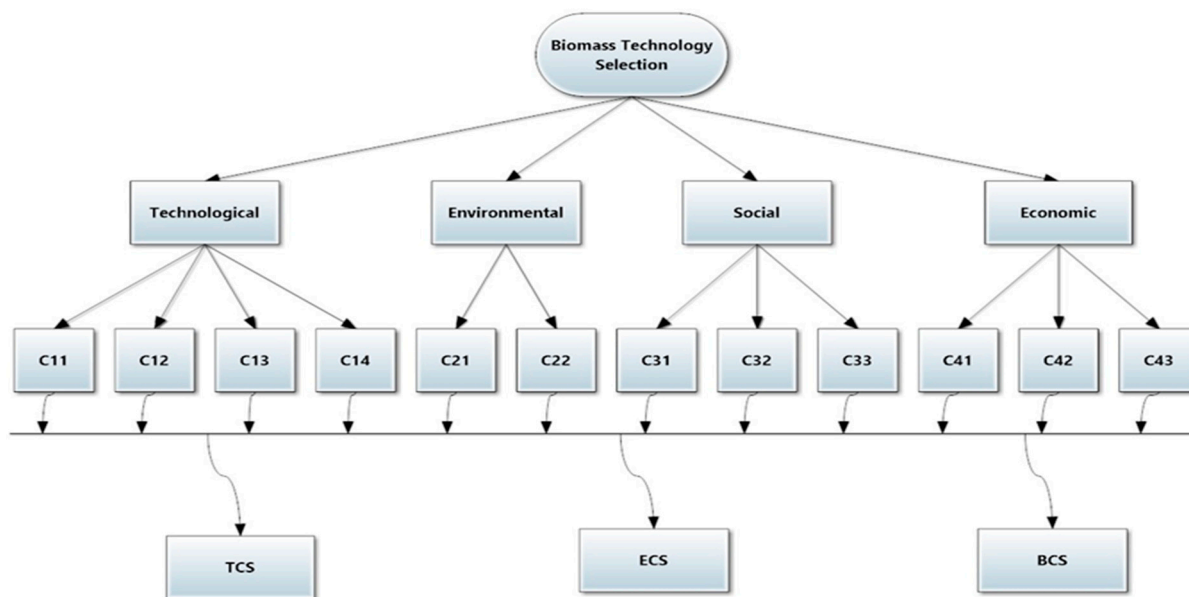 Biomass Technology
Selection
Technological
Environmental
Social
Economic
C11
C12
C13
C14
C21
C22
C31
C32
C33
C41
C42
C43
TCS
ECS
BCS